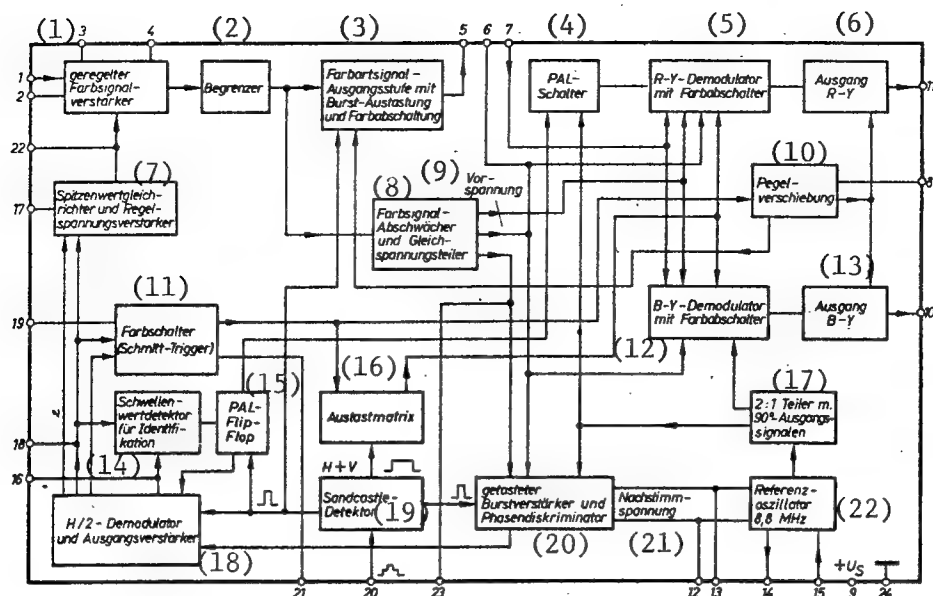 (1) (2) (3) (4) (5) (6)
3 4 5 6 7
1
2
geregelter
Farbsignal-
verstärker
Begrenzer
Farbartsignal-
Ausgangsstufe mit
Burst-Austastung
und Farbabschaltung
PAL-
Schalter
R-Y-Demodulator
mit Farbabschalter
Ausgang
R-Y
11
22
17
(7)
Spitzenwertgleich-
richter und Regel-
spannungsverstärker
(8)
Farbsignal-
Abschwächer
und Gleich-
spannungsteiler
(9)
Vor-
spannung
(10)
Pegel-
verschiebung
8
19
(11)
Farbschalter
(Schmitt-Trigger)
B-Y-Demodulator
mit Farbabschalter
(12)
(13)
Ausgang
B-Y
10
18
16
(14)
Schwellen-
wertdetektor
für Identifi-
kation
(15)
PAL-
Flip-
Flop
(16)
Austastmatrix
H+V
(17)
2:1 Teiler m.
90°-Ausgangs-
signalen
H/2-Demodulator
und Ausgangsverstärker
(18)
Sandcastle-
Detektor
(19)
getasteter
Burstverstärker und
Phasendiskriminator
(20)
Nachstimm-
spannung
(21)
Referenz-
oszillator
8,8 MHz
(22)
+US
21 20 23 12 13 14 15 9 24